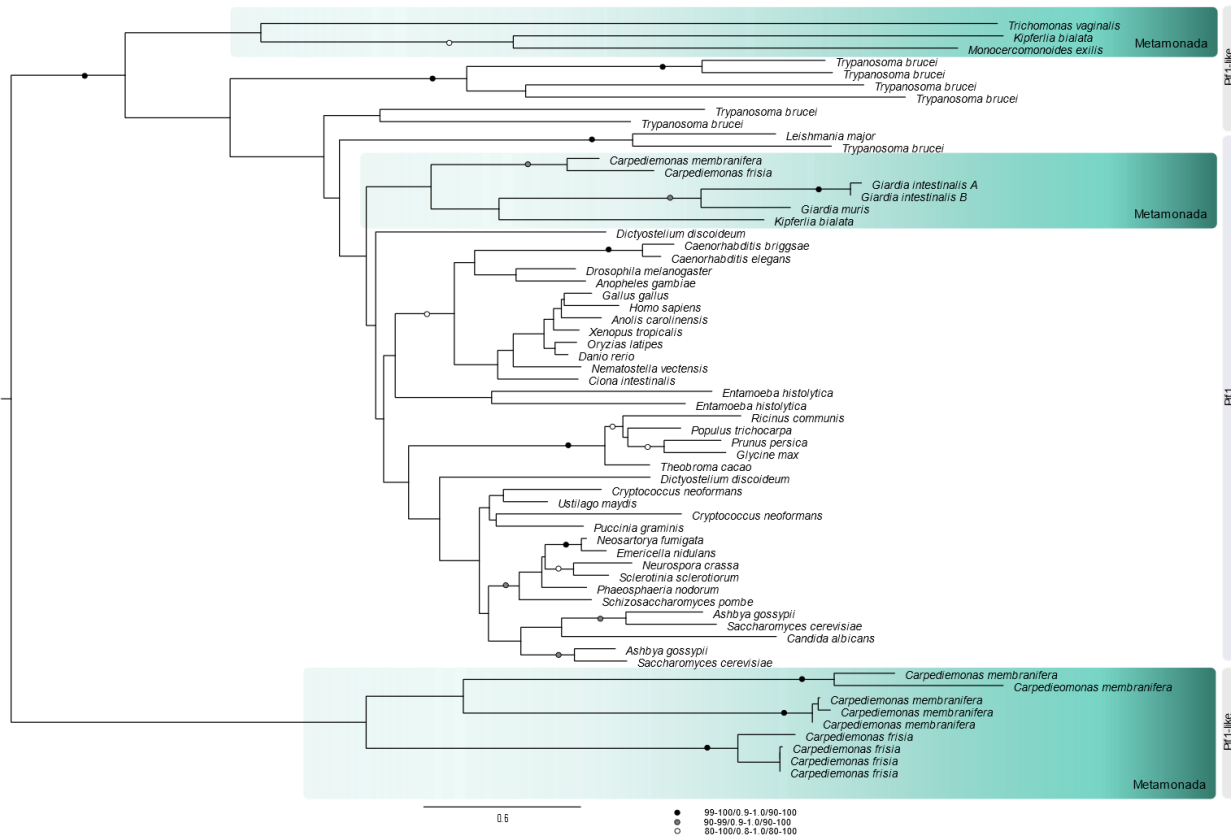 Trichomonas vaginalis
Kipferlia bialata
Metamonada
Monocercomonoides exilis
Pif1-like
Trypanosoma brucei
Trypanosoma brucei
Trypanosoma brucei
Trypanosoma brucei
Trypanosoma brucei
Trypanosoma brucei
Leishmania major
Trypanosoma brucei
Carpediemonas membranifera
Carpediemonas frisia
Giardia intestinalis A
Giardia intestinalis B
Giardia muris
Metamonada
Kipferlia bialata
Dictyostelium discoideum
Caenorhabditis briggsae
Caenorhabditis elegans
Drosophila melanogaster
Anopheles gambiae
Gallus gallus
Homo sapiens
Anolis carolinensis
Xenopus tropicalis
Oryzias latipes
Danio rerio
Nematostella vectensis
Ciona intestinalis
Entamoeba histolytica
Pif1
Entamoeba histolytica
Ricinus communis
Populus trichocarpa
Prunus persica
Glycine max
Theobroma cacao
Dictyostelium discoideum
Cryptococcus neoformans
Ustilago maydis
Cryptococcus neoformans
Puccinia graminis
Neosartorya fumigata
Emericella nidulans
Neurospora crassa
Sclerotinia sclerotiorum
Phaeosphaeria nodorum
Schizosaccharomyces pombe
Ashbya gossypii
Saccharomyces cerevisiae
Candida albicans
Ashbya gossypii
Saccharomyces cerevisiae
Carpediemonas membranifera
Carpedieomonas membranifera
Carpediemonas membranifera
Carpediemonas membranifera
Carpediemonas membranifera
Pif1-like
Carpediemonas frisia
Carpediemonas frisia
Carpediemonas frisia
Carpediemonas frisia
Metamonada
0.6
99-100/0.9-1.0/90-100
90-99/0.9-1.0/90-100
80-100/0.8-1.0/80-100